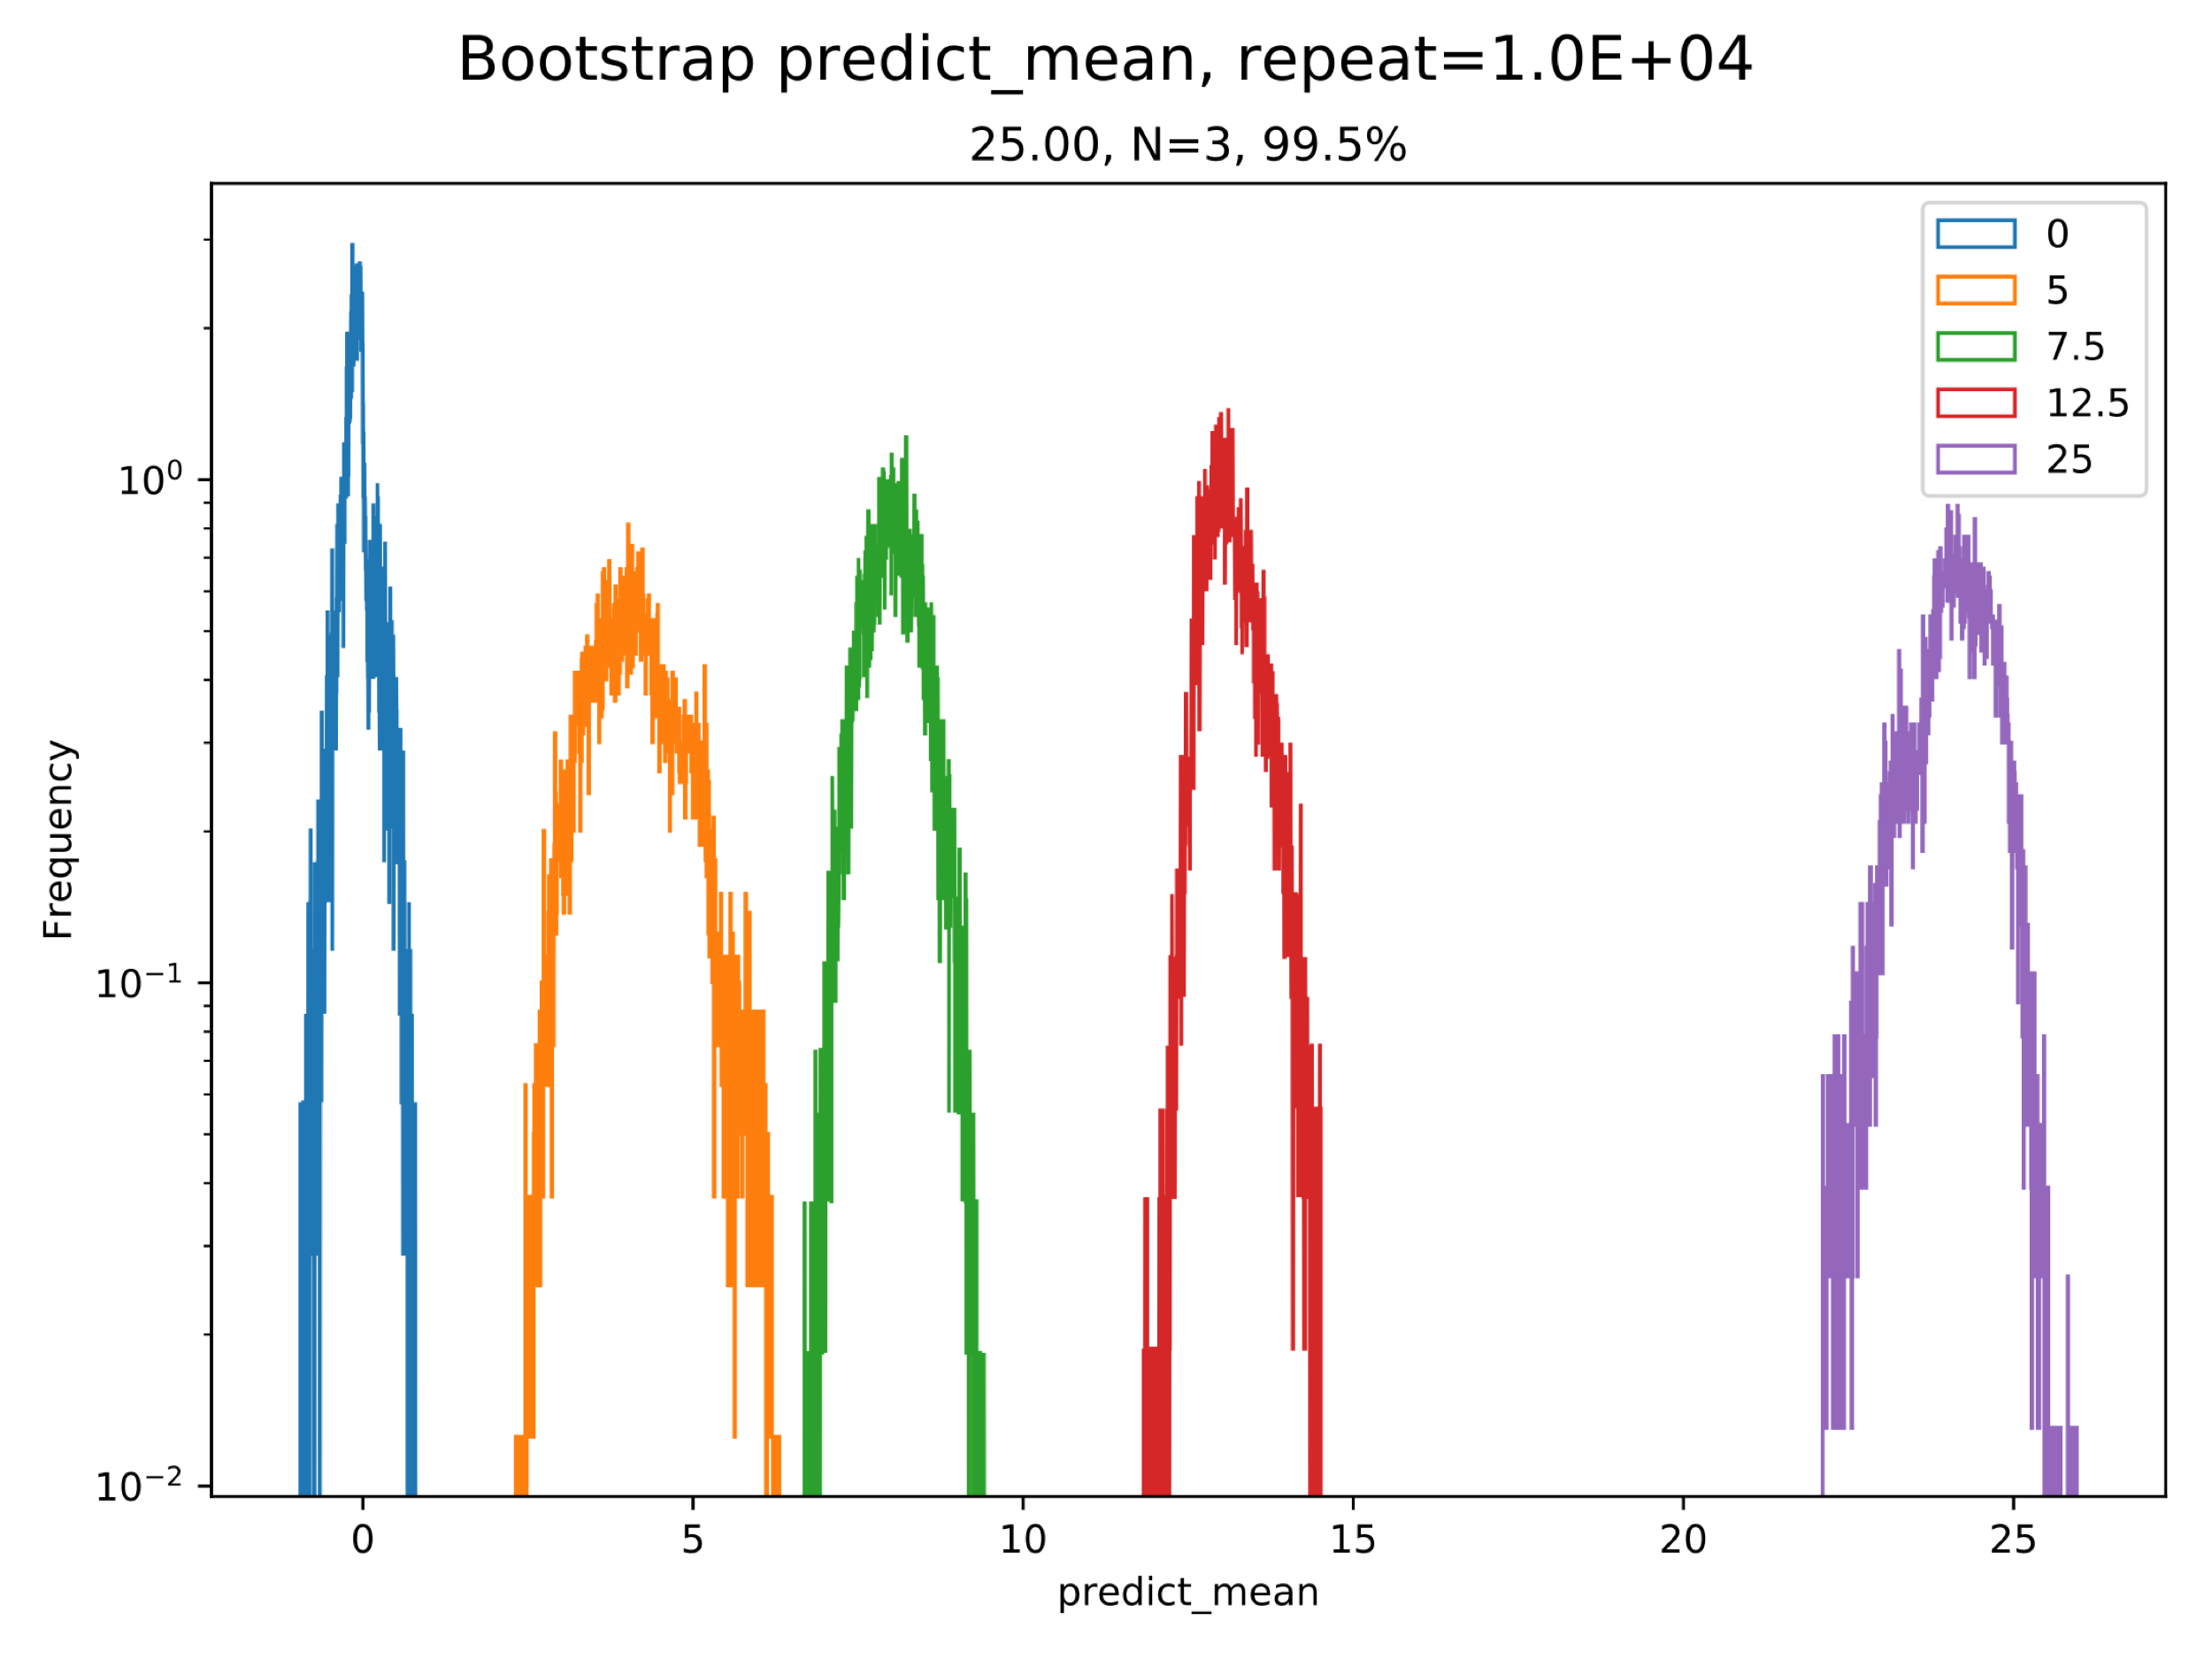 Bootstrap predict_mean, repeat=1.0E+04
25.00, N=3, 99.5%
Frequency
10⁰
10⁻¹
10⁻²
0
5
7.5
12.5
25
0 5 10 15 20 25
predict_mean